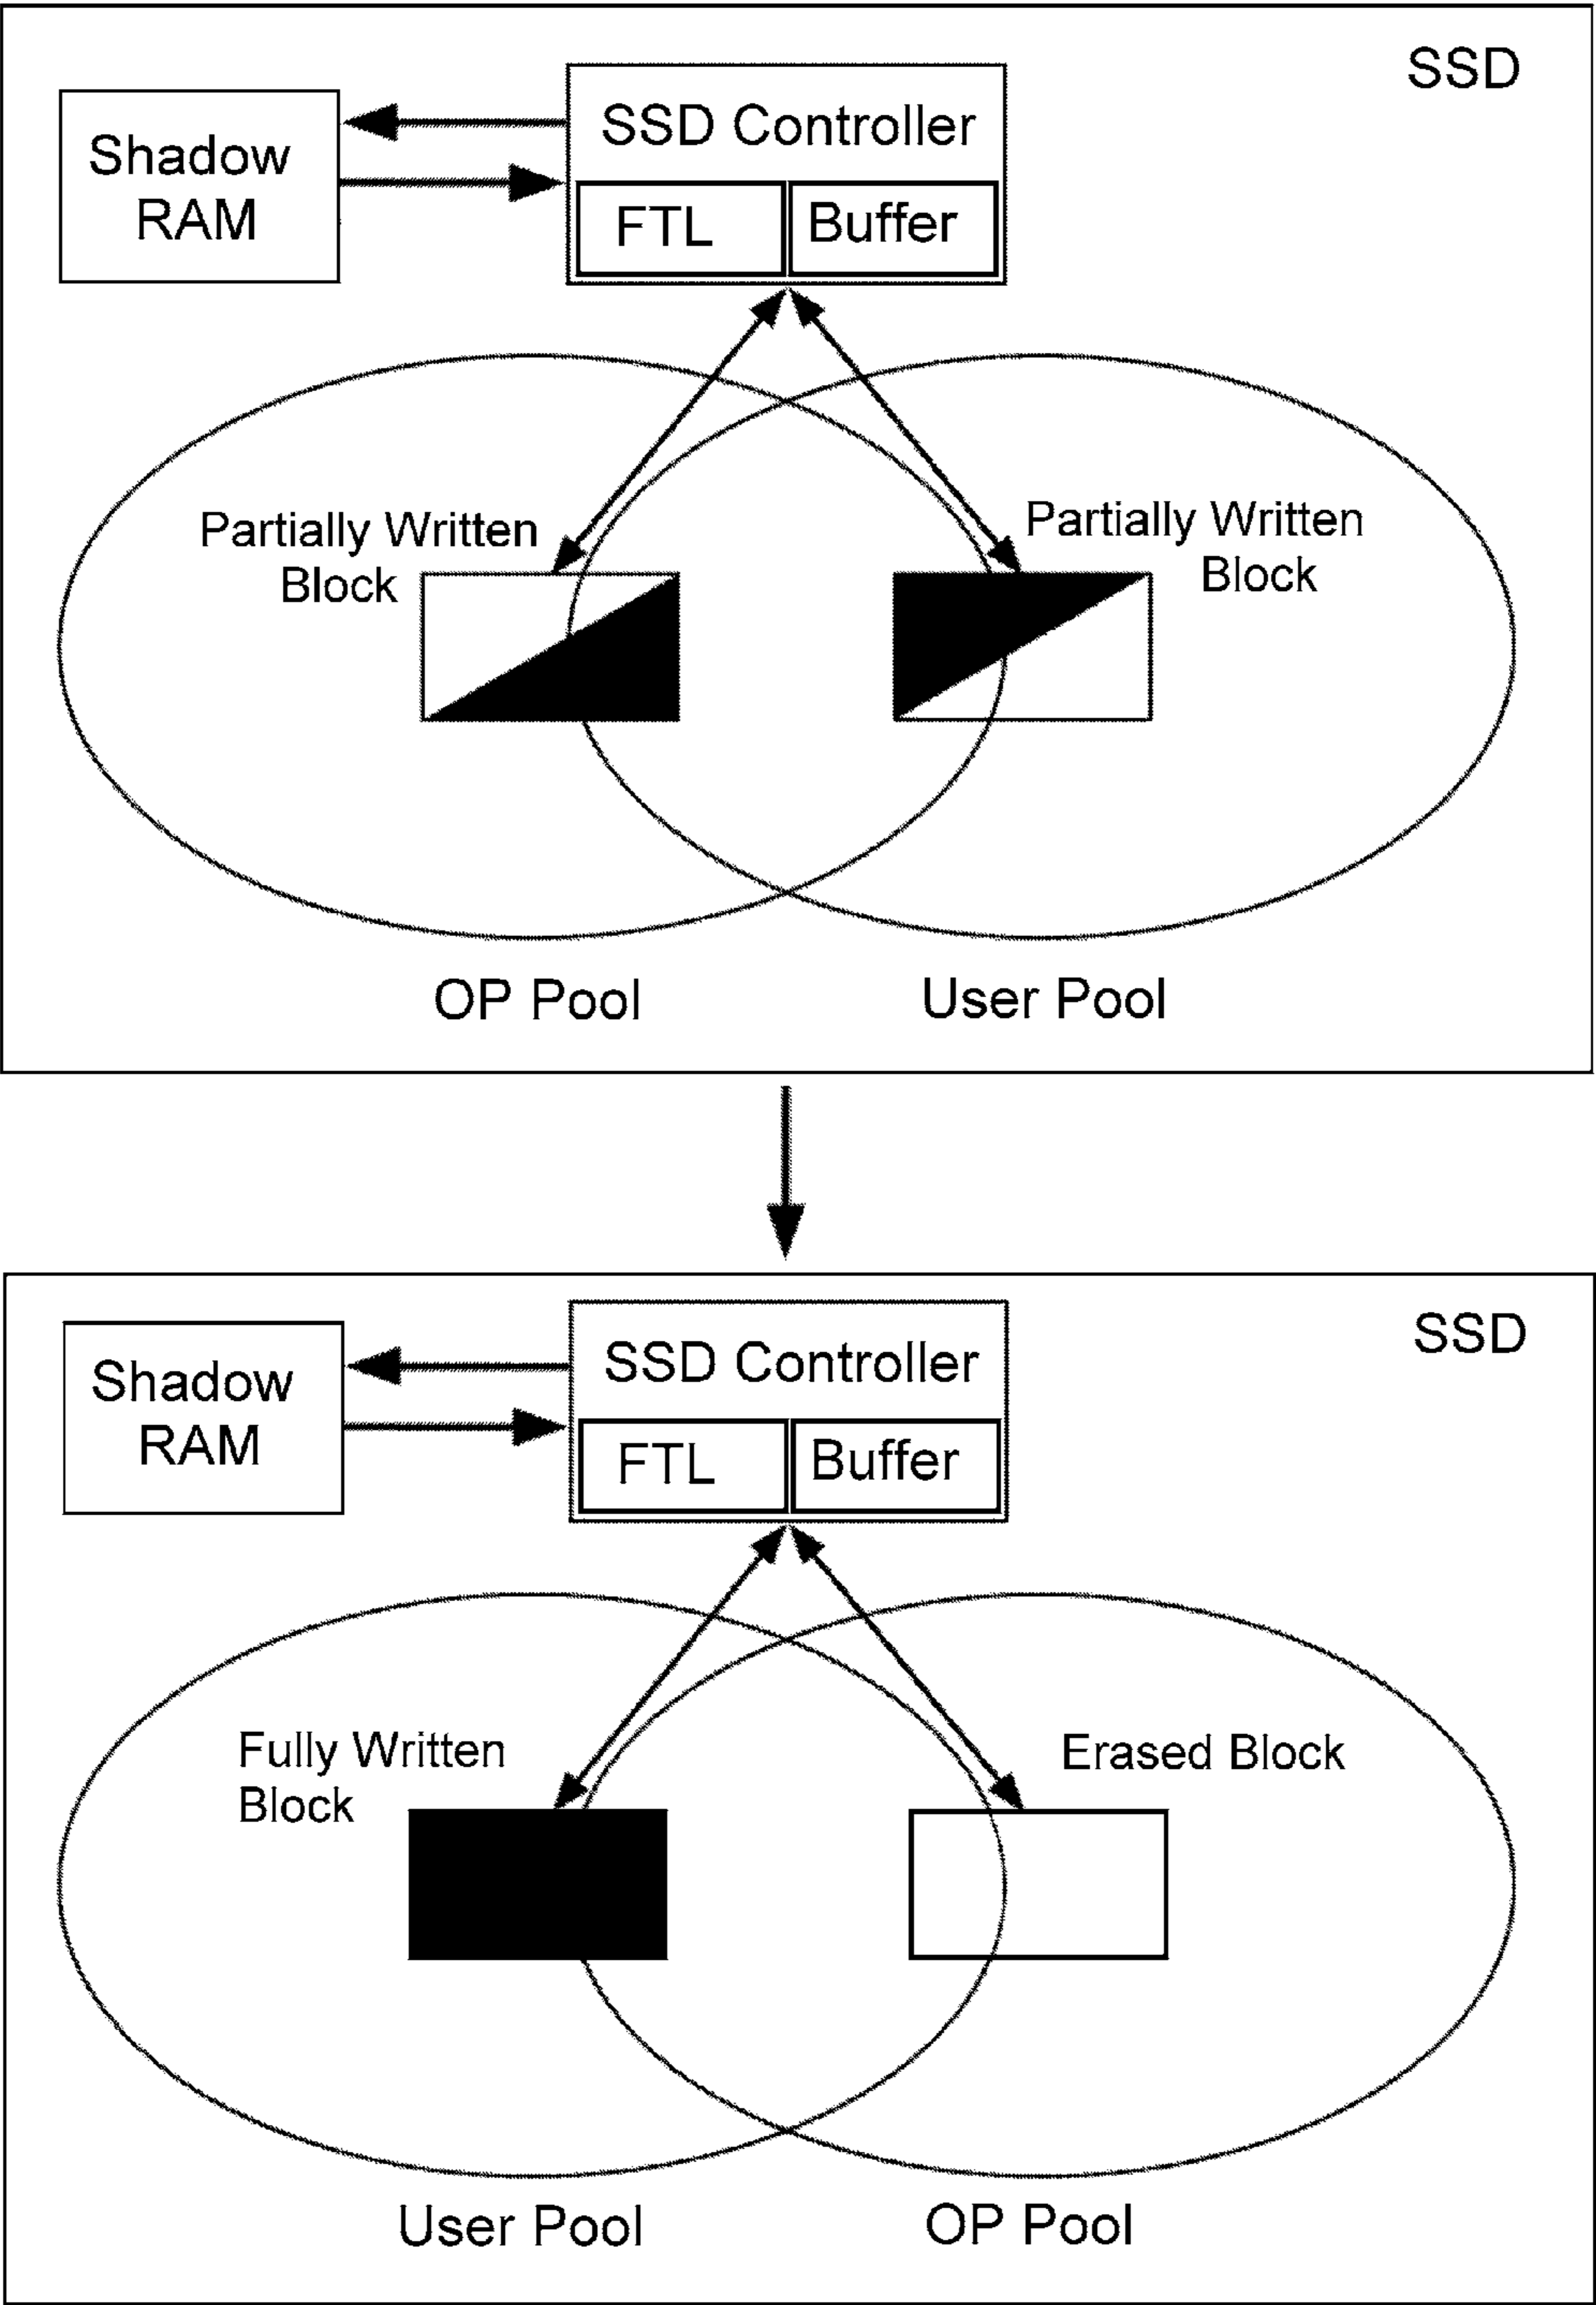 SSD
SSD Controller
Shadow
RAM
FTL
Buffer
Partially Written
Block
Partially Written
Block
OP Pool
User Pool
SSD
SSD Controller
Shadow
RAM
FTL
Buffer
Fully Written
Block
Erased Block
User Pool
OP Pool